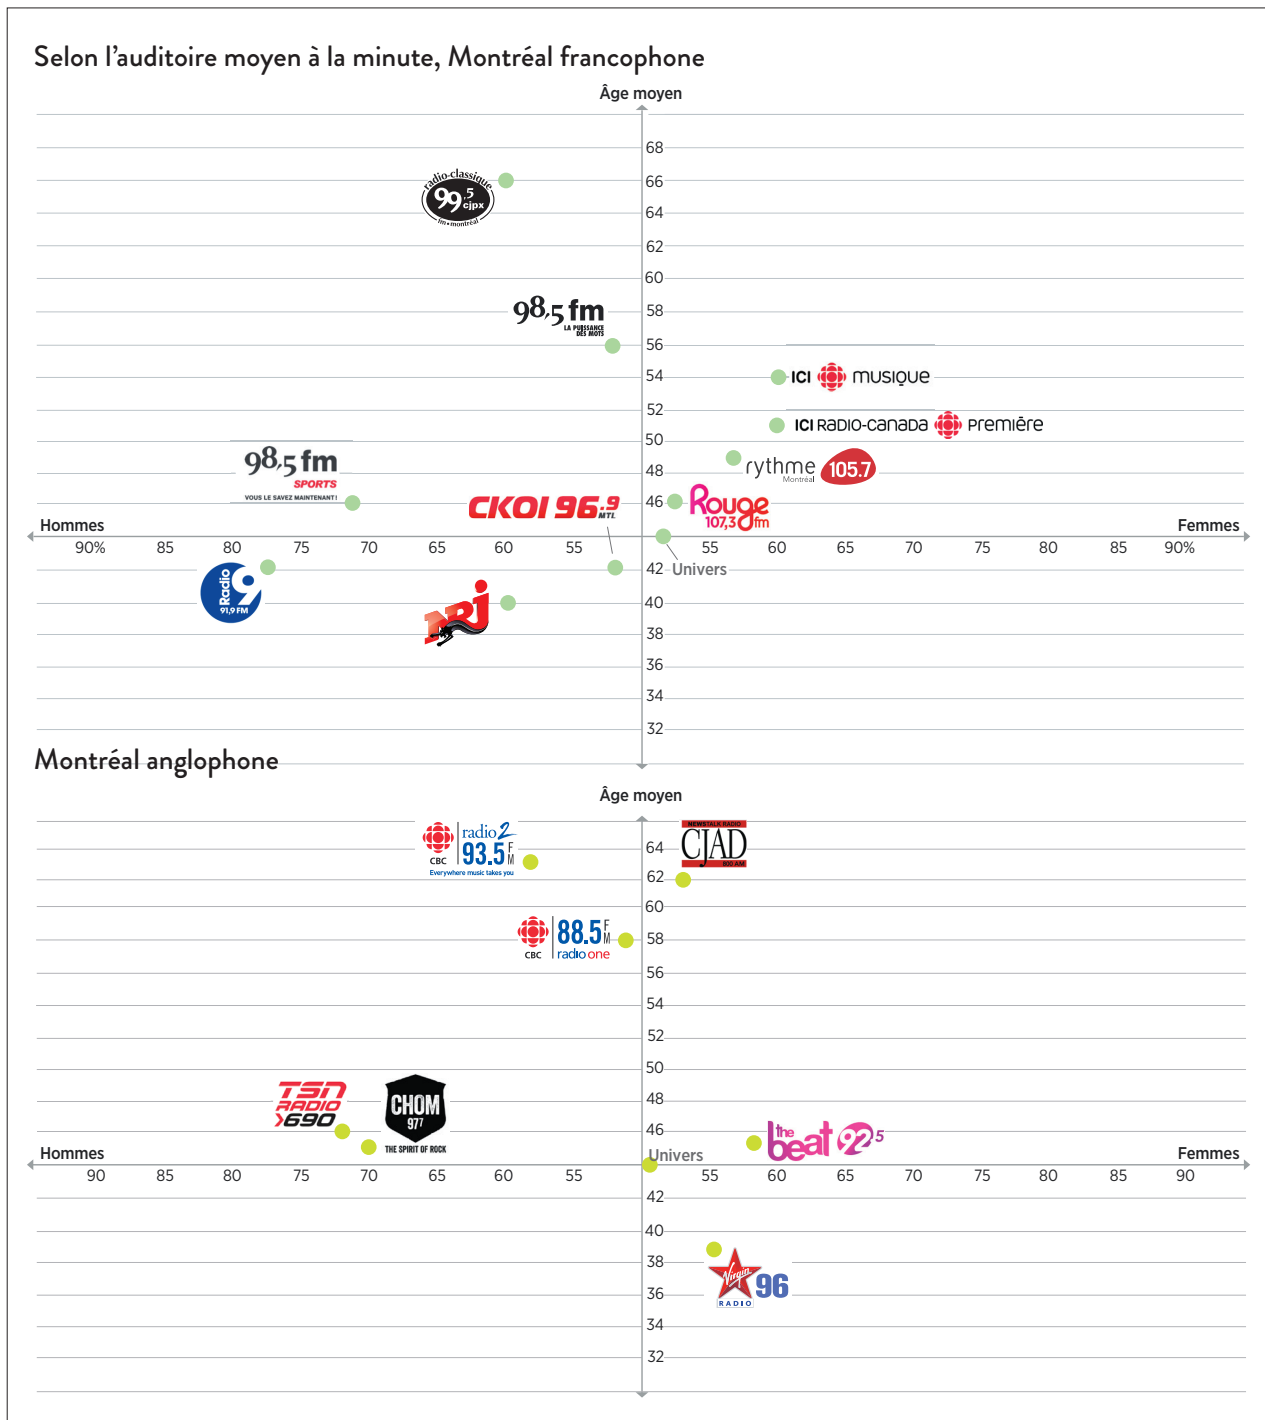 Selon l'auditoire moyen à la minute, Montréal francophone
Âge moyen
68
radio-classique
66
99,5
cjpx
64
fm•montréal
62
60
98,5 fm
58
LA PUISSANCE
DES MOTS
56
54
ICI musique
52
ICI RADIO-CANADA PREMIÈRE
50
98,5 fm
SPORTS
VOUS LE SAVEZ MAINTENANT!
48
rythme 105.7
Montréal
CKOI 96.9
MTL
46
Rouge
107,3 fm
Hommes
Femmes
90% 85 80 75 70 65 60 55 55 60 65 70 75 80 85 90%
42
Univers
Radio 9
91,9 FM
NRJ
40
38
36
34
32
Montréal anglophone
Âge moyen
CBC
radio 2
93.5 FM
Everywhere music takes you
NEWSTALK RADIO
CJAD
800 AM
64
62
60
CBC
88.5 FM
radio one
58
56
54
52
50
TSN
RADIO
>690
CHOM
97 7
THE SPIRIT OF ROCK
48
46
the beat 92 5
Hommes
Univers
Femmes
90 85 80 75 70 65 60 55 55 60 65 70 75 80 85 90
42
40
38
Virgin
RADIO
96
36
34
32